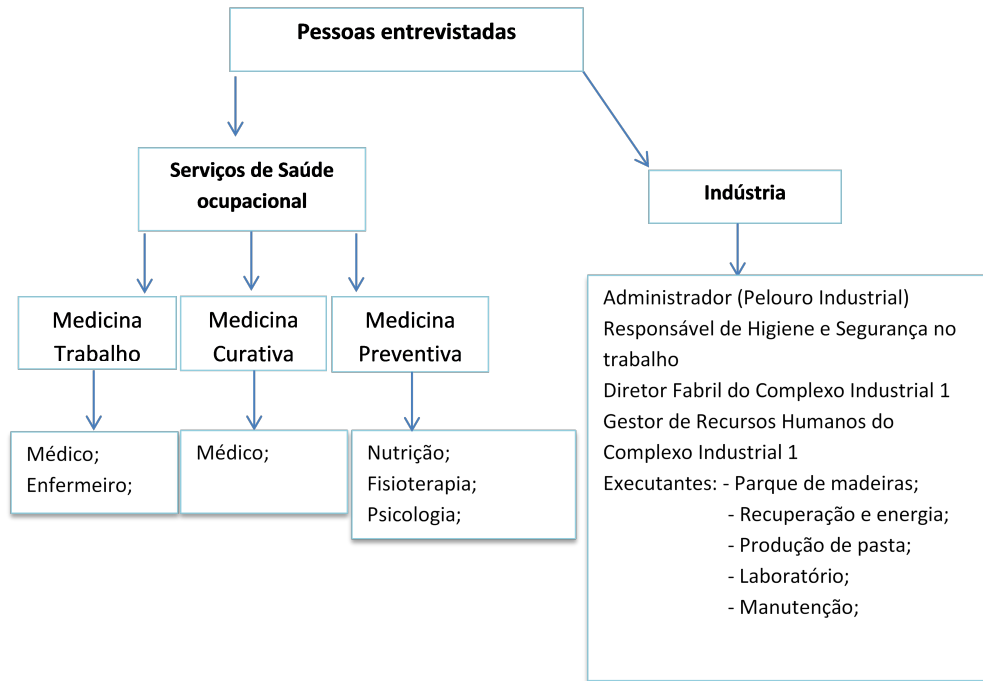 Pessoas entrevistadas
Serviços de Saúde
ocupacional
Indústria
Medicina
Trabalho
Medicina
Curativa
Medicina
Preventiva
Médico;
Enfermeiro;
Médico;
Nutrição;
Fisioterapia;
Psicologia;
Administrador (Pelouro Industrial)
Responsável de Higiene e Segurança no
trabalho
Diretor Fabril do Complexo Industrial 1
Gestor de Recursos Humanos do
Complexo Industrial 1
Executantes: - Parque de madeiras;
- Recuperação e energia;
- Produção de pasta;
- Laboratório;
- Manutenção;